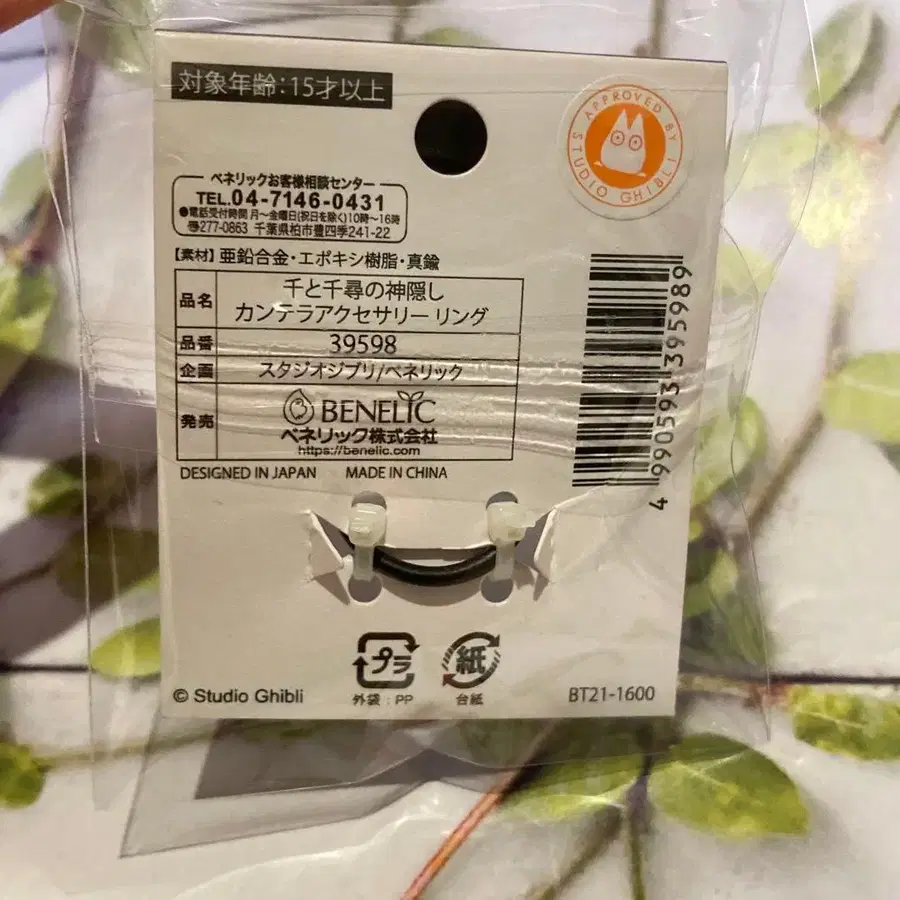 対象年齢:15才以上
APPROVED BY
STUDIO GHIBLI
ベネリックお客様相談センター
TEL.04-7146-0431
●電話受付時間 月〜金曜日(祝日を除く)10時〜16時
〒277-0863 千葉県柏市豊四季241-22
【素材】亜鉛合金・エポキシ樹脂・真鍮
品名 千と千尋の神隠し
カンテラアクセサリー リング
品番 39598
企画 スタジオジブリ/ベネリック
発売 BENELIC
ベネリック株式会社
https://benelic.com
DESIGNED IN JAPAN MADE IN CHINA
4 990593 395989
プラ
外袋:PP
紙
台紙
© Studio Ghibli
BT21-1600